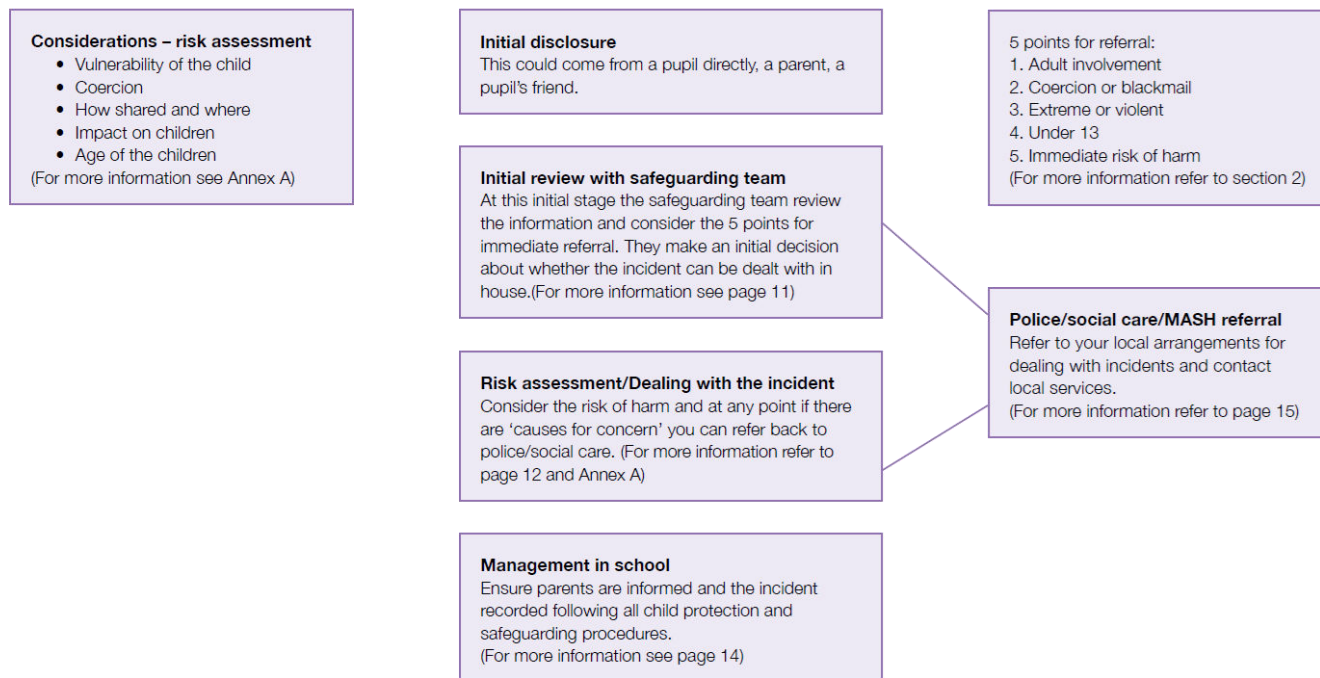 Considerations – risk assessment
• Vulnerability of the child
• Coercion
• How shared and where
• Impact on children
• Age of the children
(For more information see Annex A)
Initial disclosure
This could come from a pupil directly, a parent, a
pupil's friend.
Initial review with safeguarding team
At this initial stage the safeguarding team review
the information and consider the 5 points for
immediate referral. They make an initial decision
about whether the incident can be dealt with in
house.(For more information see page 11)
Risk assessment/Dealing with the incident
Consider the risk of harm and at any point if there
are 'causes for concern' you can refer back to
police/social care. (For more information refer to
page 12 and Annex A)
Management in school
Ensure parents are informed and the incident
recorded following all child protection and
safeguarding procedures.
(For more information see page 14)
5 points for referral:
1. Adult involvement
2. Coercion or blackmail
3. Extreme or violent
4. Under 13
5. Immediate risk of harm
(For more information refer to section 2)
Police/social care/MASH referral
Refer to your local arrangements for
dealing with incidents and contact
local services.
(For more information refer to page 15)